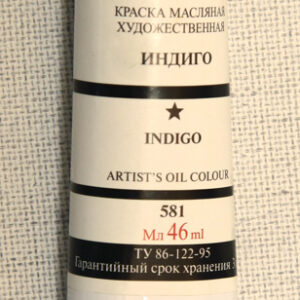 КРАСКА МАСЛЯНАЯ
ХУДОЖЕСТВЕННАЯ
ИНДИГО
INDIGO
ARTIST'S OIL COLOUR
581
Мл 46 ml
ТУ 86-122-95
Гарантийный срок хранения